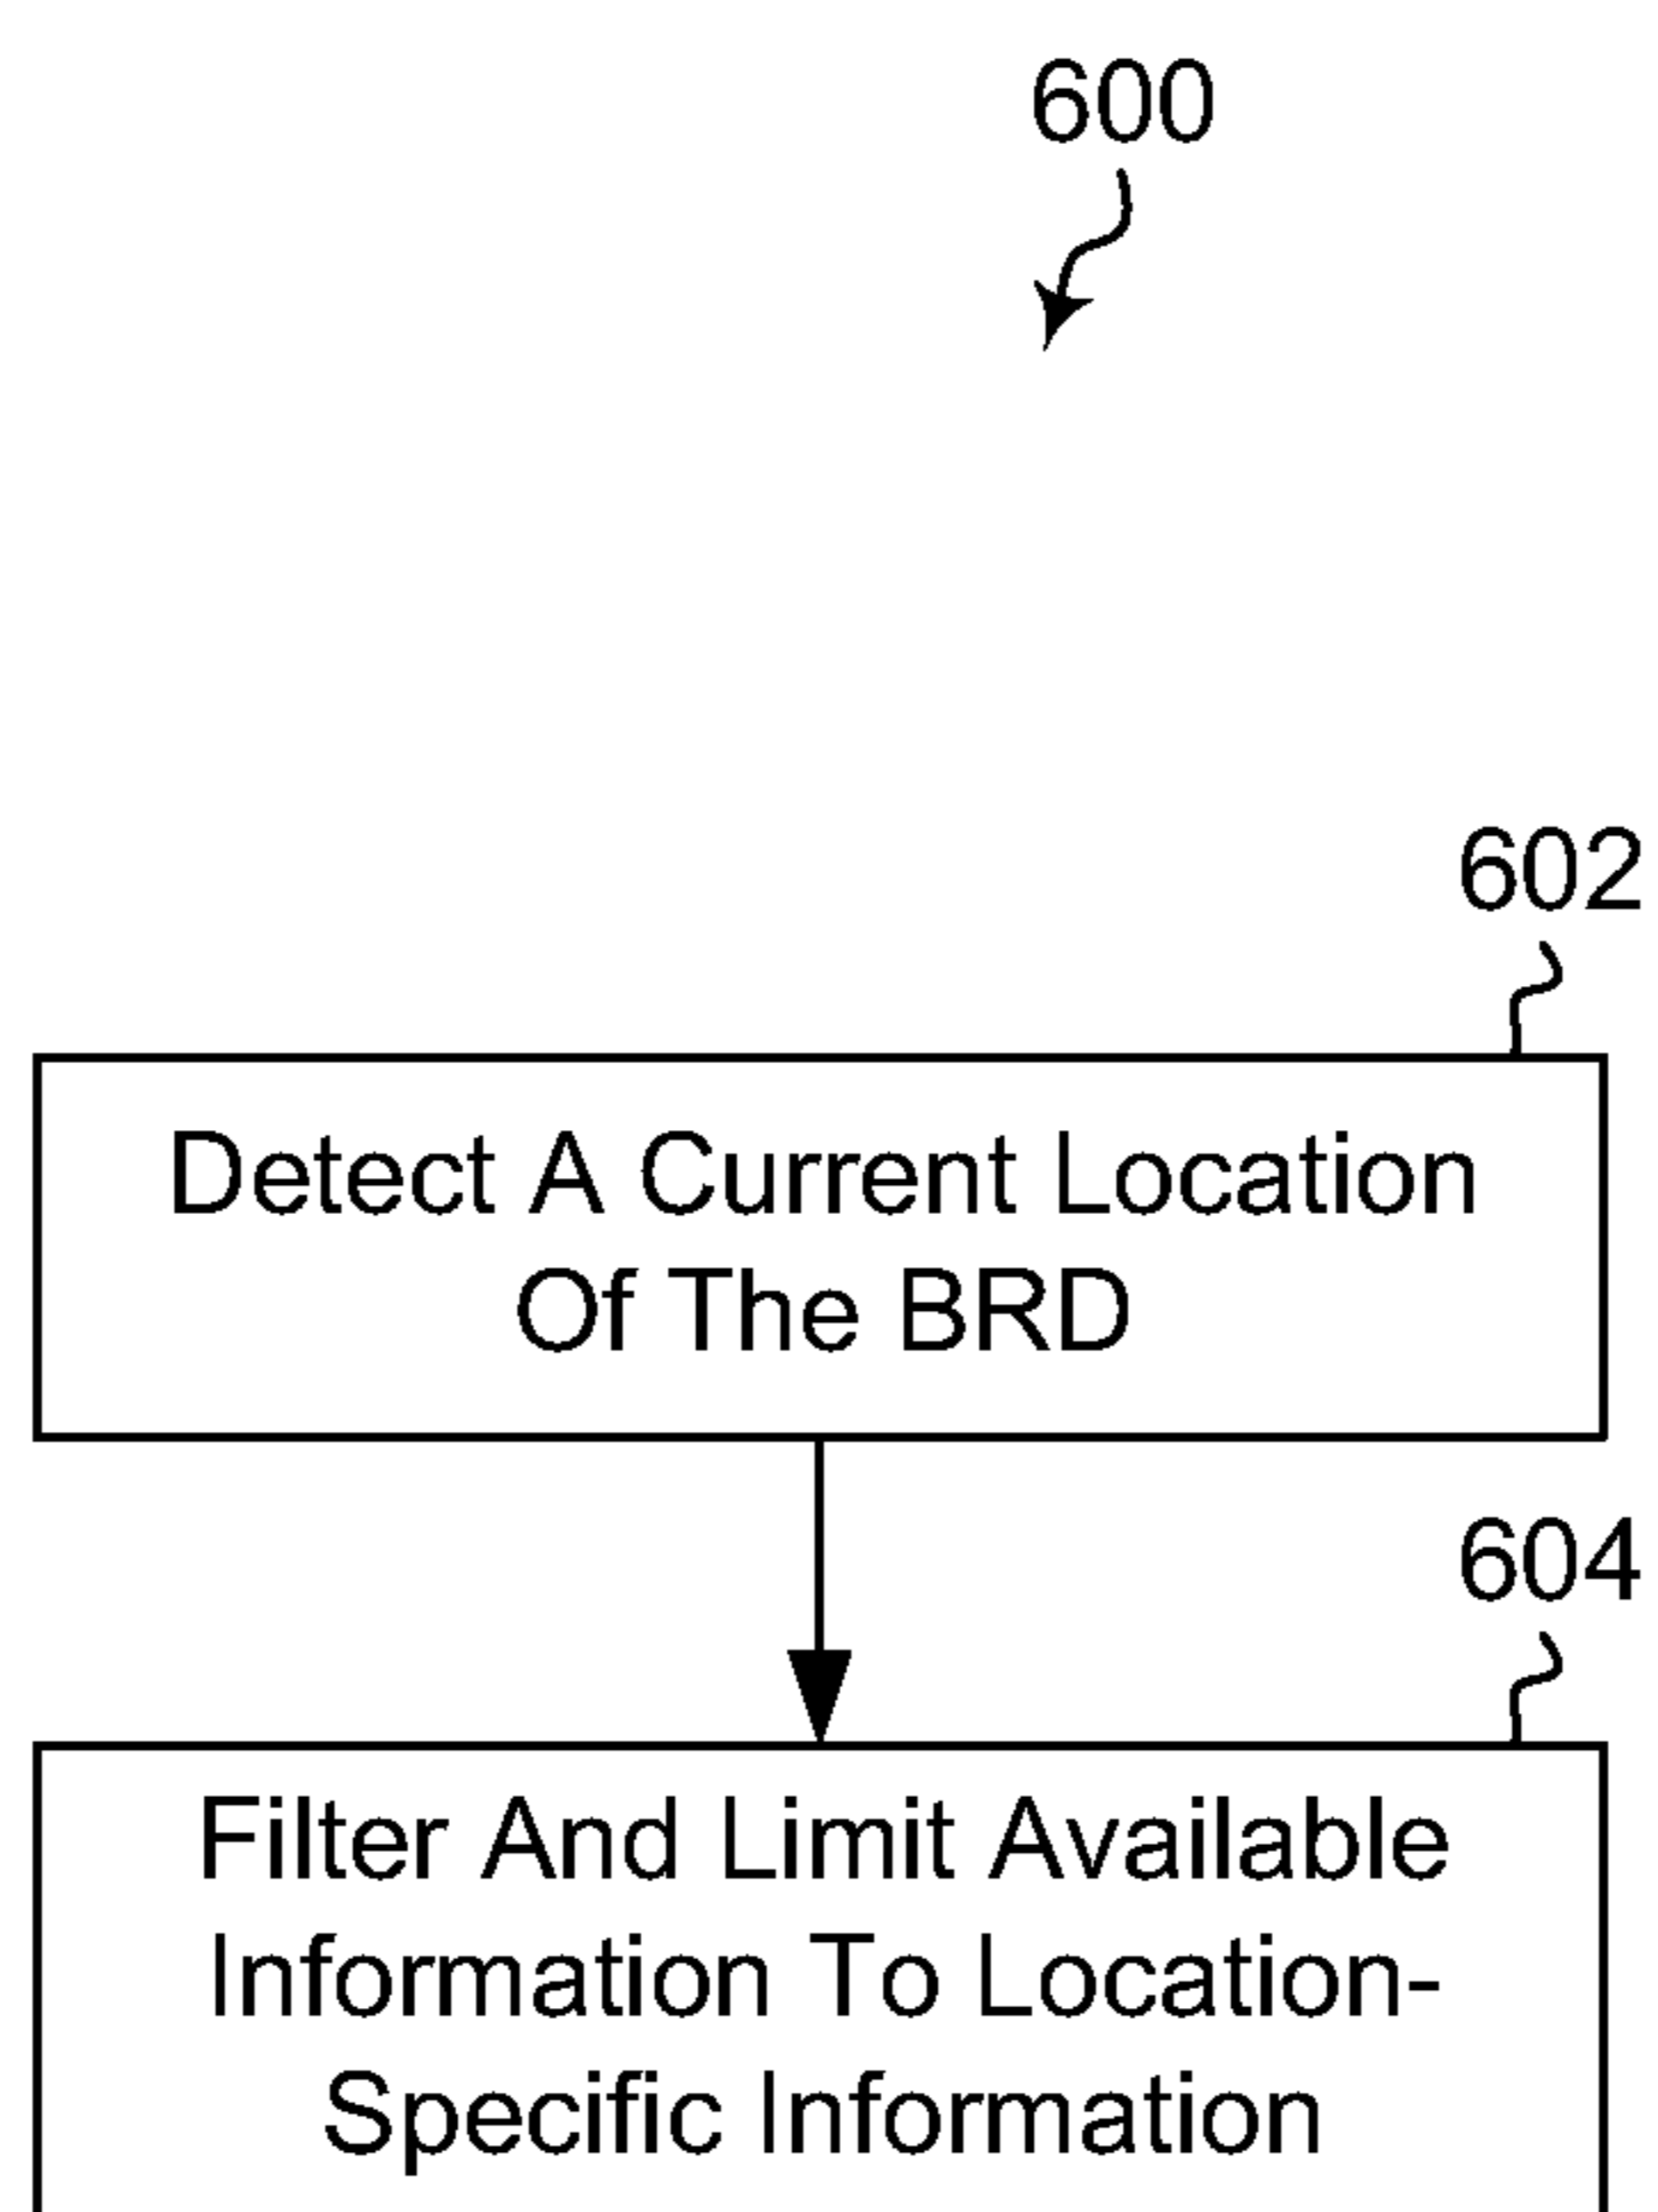 600
602
Detect A Current Location
Of The BRD
604
Filter And Limit Available
Information To Location-
Specific Information